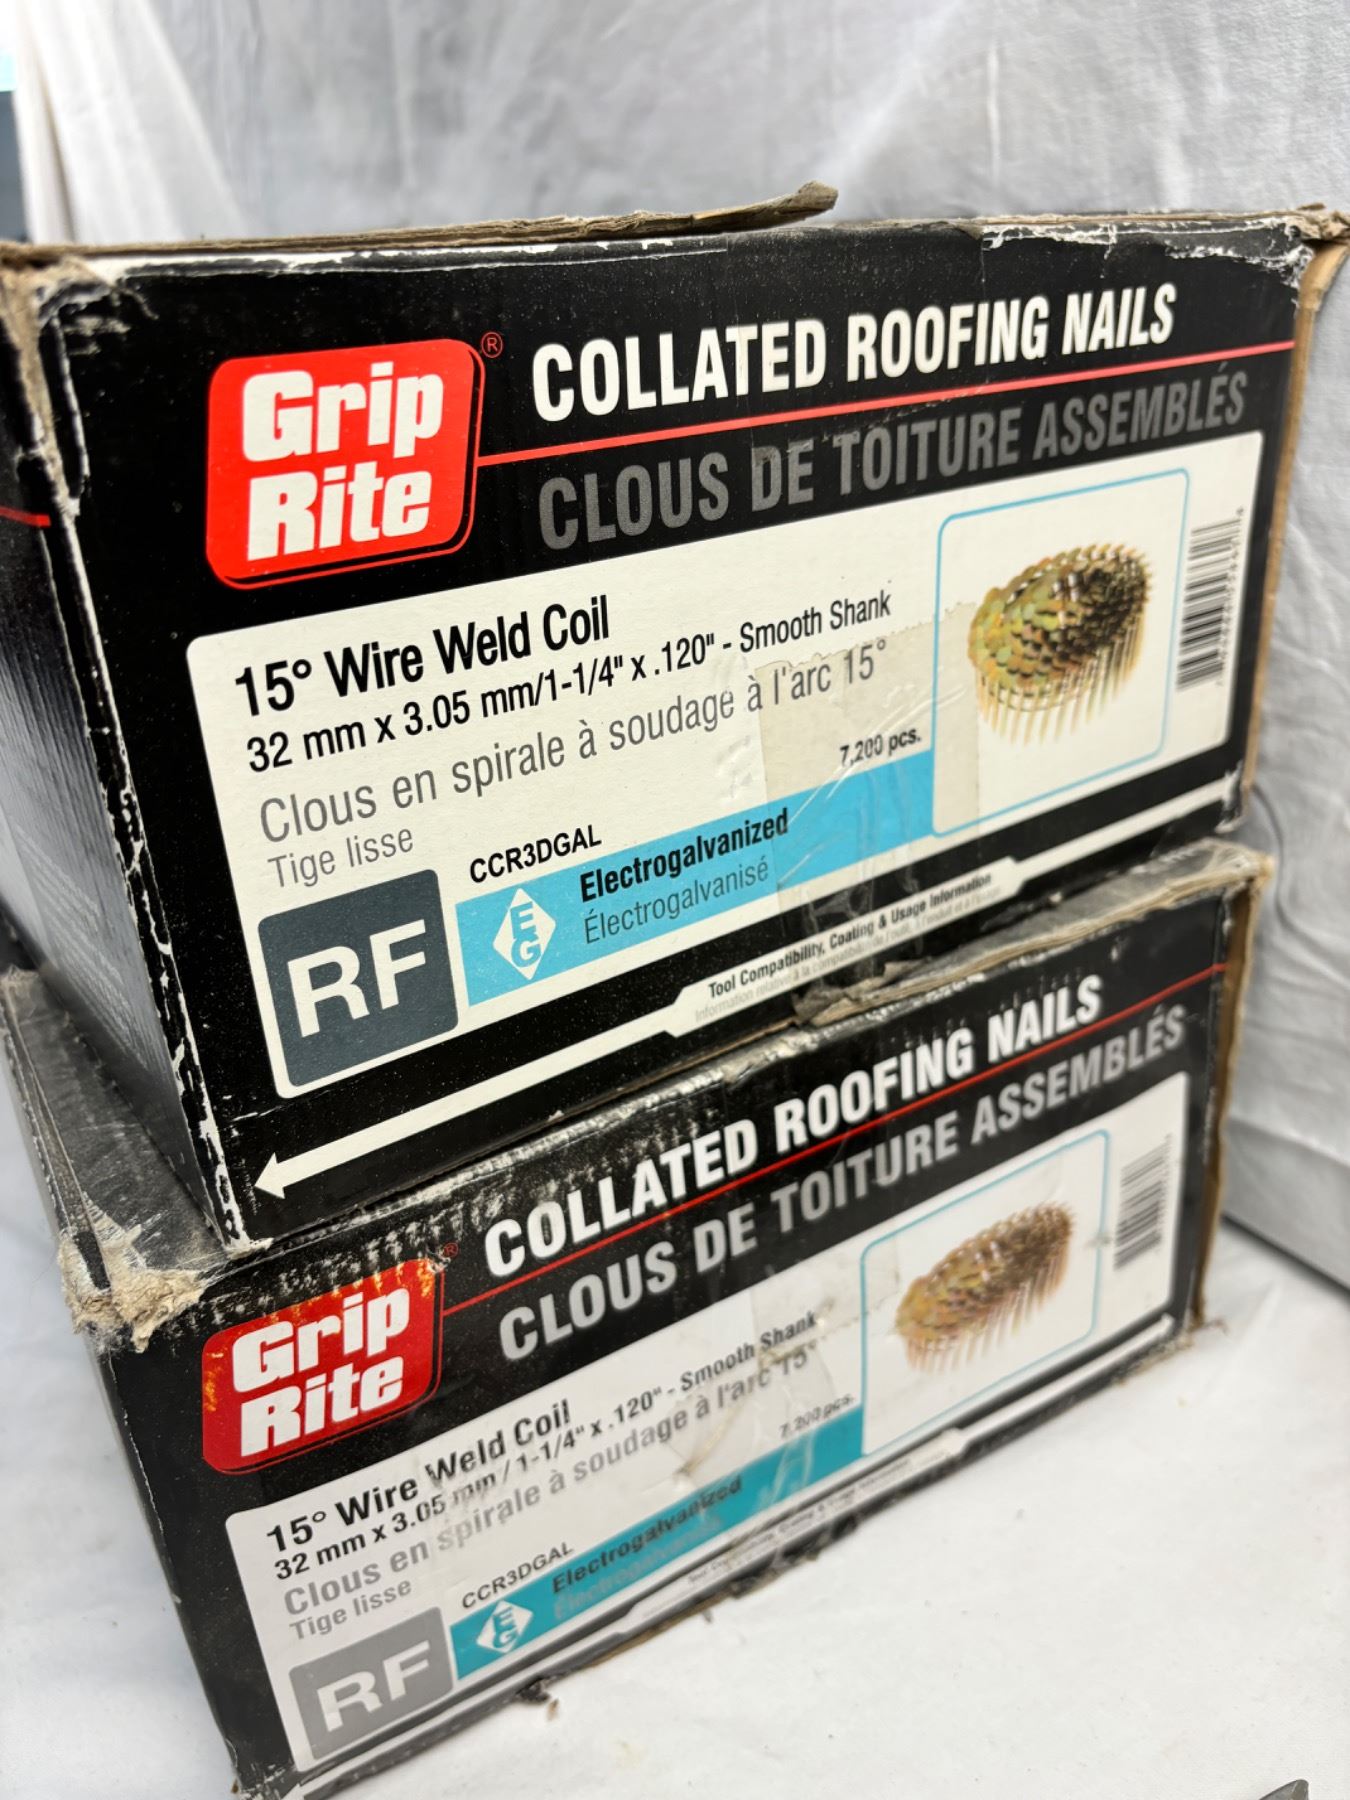 Grip
Rite
®
COLLATED ROOFING NAILS
CLOUS DE TOITURE ASSEMBLÉS
15° Wire Weld Coil
32 mm x 3.05 mm/1-1/4" x .120" - Smooth Shank
Clous en spirale à soudage à l'arc 15°
Tige lisse
7,200 pcs.
CCR3DGAL
RF
EG
Electrogalvanized
Électrogalvanisé
Tool Compatibility, Coating & Usage Information
Grip
Rite
®
COLLATED ROOFING NAILS
CLOUS DE TOITURE ASSEMBLÉS
15° Wire Weld Coil
32 mm x 3.05 mm / 1-1/4" x .120" - Smooth Shank
Clous en spirale à soudage à l'arc 15°
Tige lisse
7,200 pcs.
CCR3DGAL
RF
EG
Electrogalvanized